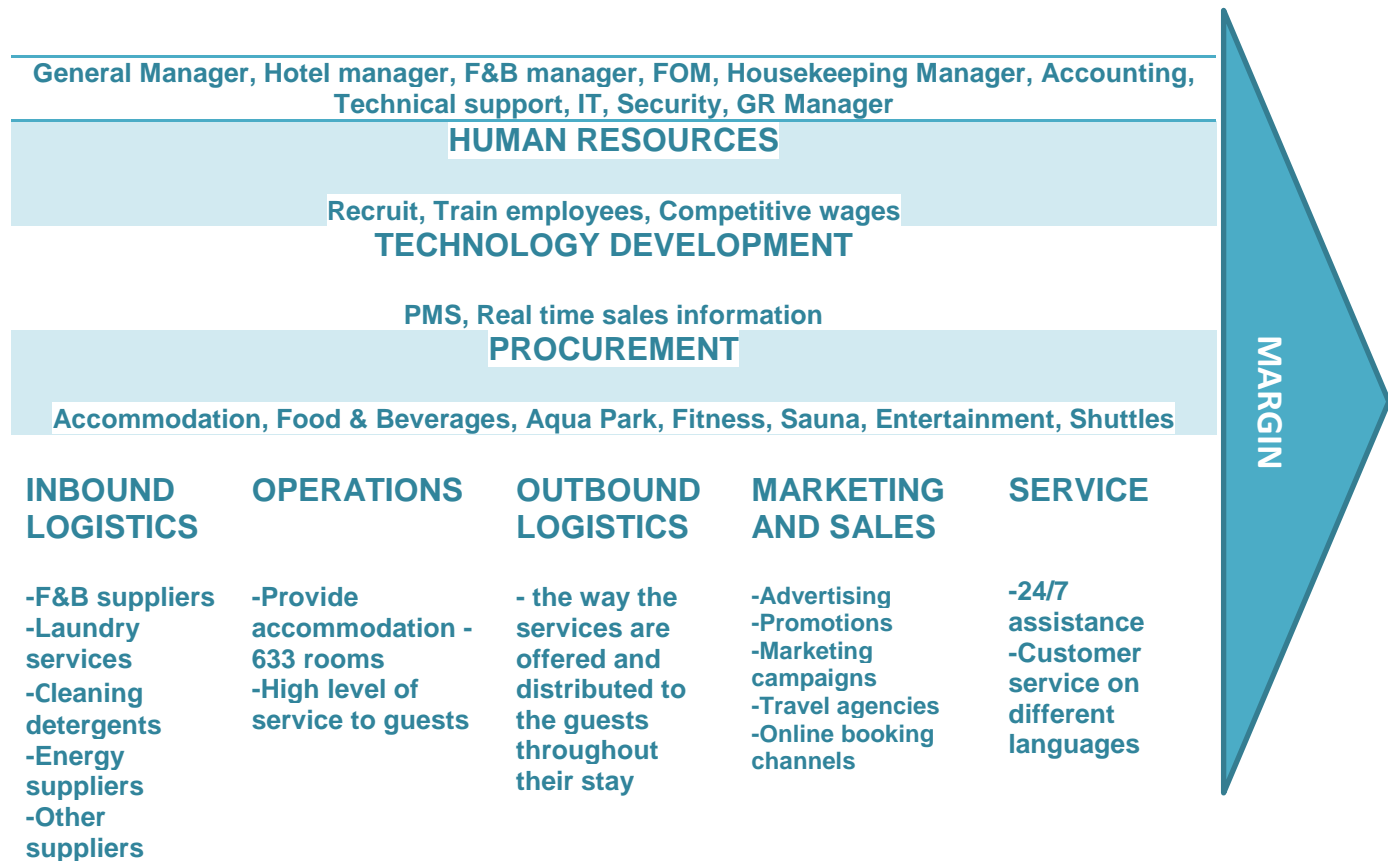 General Manager, Hotel manager, F&B manager, FOM, Housekeeping Manager, Accounting,
Technical support, IT, Security, GR Manager
HUMAN RESOURCES
Recruit, Train employees, Competitive wages
TECHNOLOGY DEVELOPMENT
PMS, Real time sales information
PROCUREMENT
Accommodation, Food & Beverages, Aqua Park, Fitness, Sauna, Entertainment, Shuttles
MARGIN
INBOUND
LOGISTICS
-F&B suppliers
-Laundry
services
-Cleaning
detergents
-Energy
suppliers
-Other
suppliers
OPERATIONS
-Provide
accommodation -
633 rooms
-High level of
service to guests
OUTBOUND
LOGISTICS
- the way the
services are
offered and
distributed to
the guests
throughout
their stay
MARKETING
AND SALES
-Advertising
-Promotions
-Marketing
campaigns
-Travel agencies
-Online booking
channels
SERVICE
-24/7
assistance
-Customer
service on
different
languages